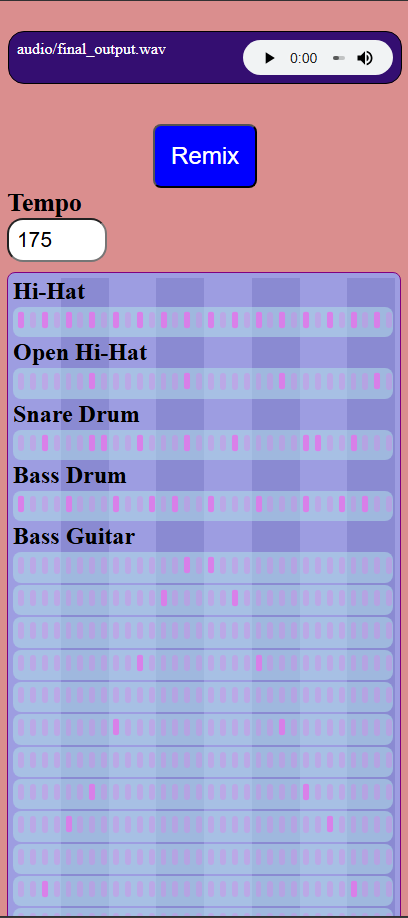 audio/final_output.wav
0:00
Remix
Tempo
175
Hi-Hat
Open Hi-Hat
Snare Drum
Bass Drum
Bass Guitar